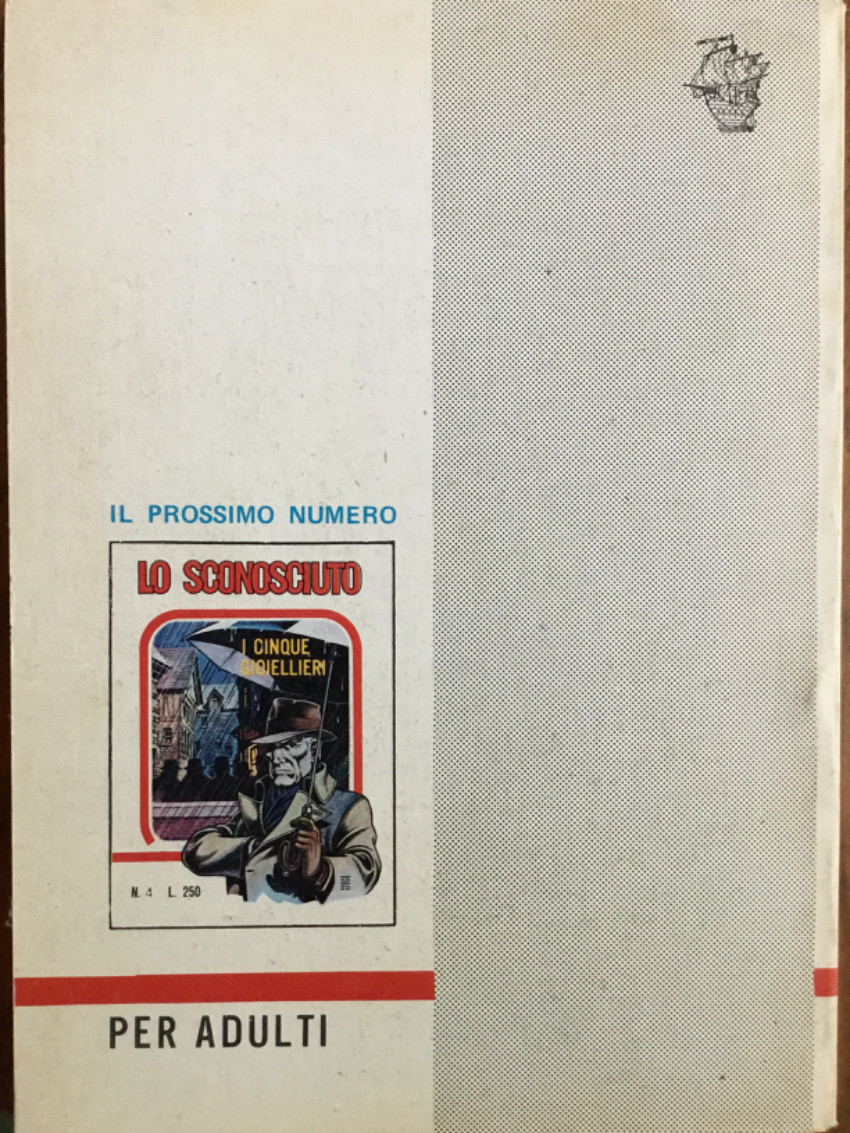 IL PROSSIMO NUMERO
LO SCONOSCIUTO
I CINQUE
GIOIELLIERI
N. 4 L. 250
PER ADULTI